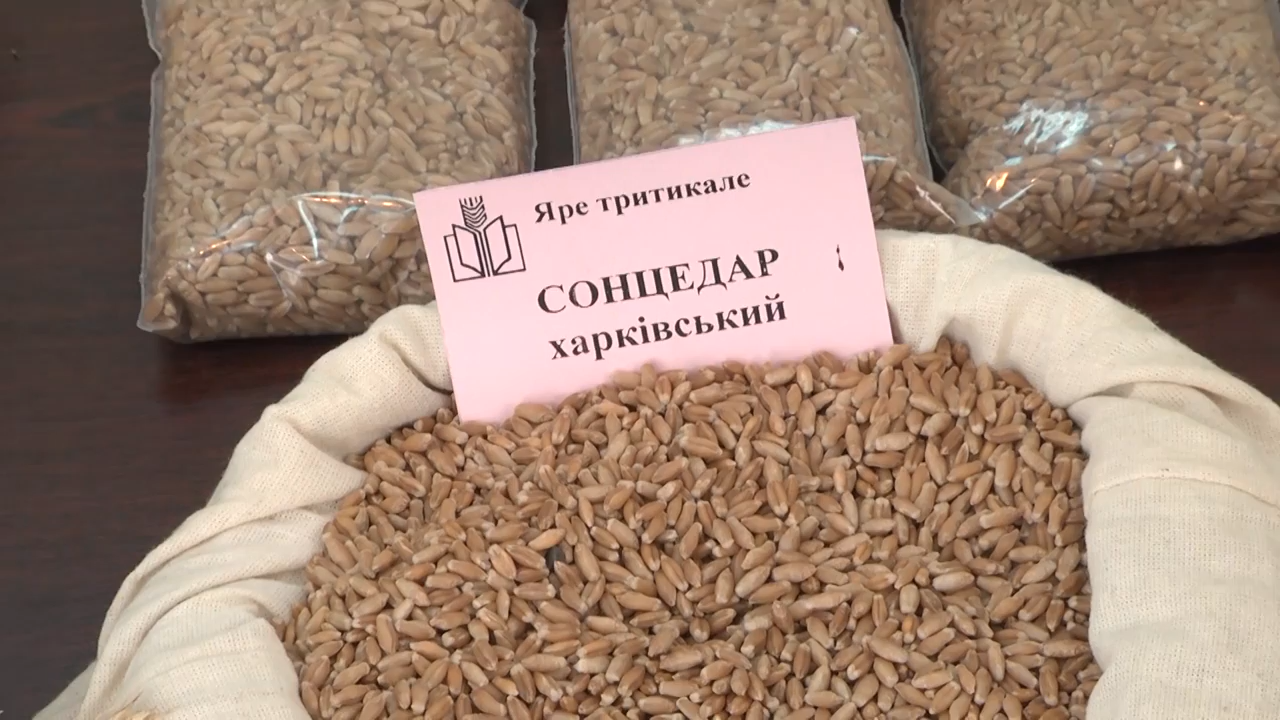 Яре тритикале
СОНЦЕДАР
харківський